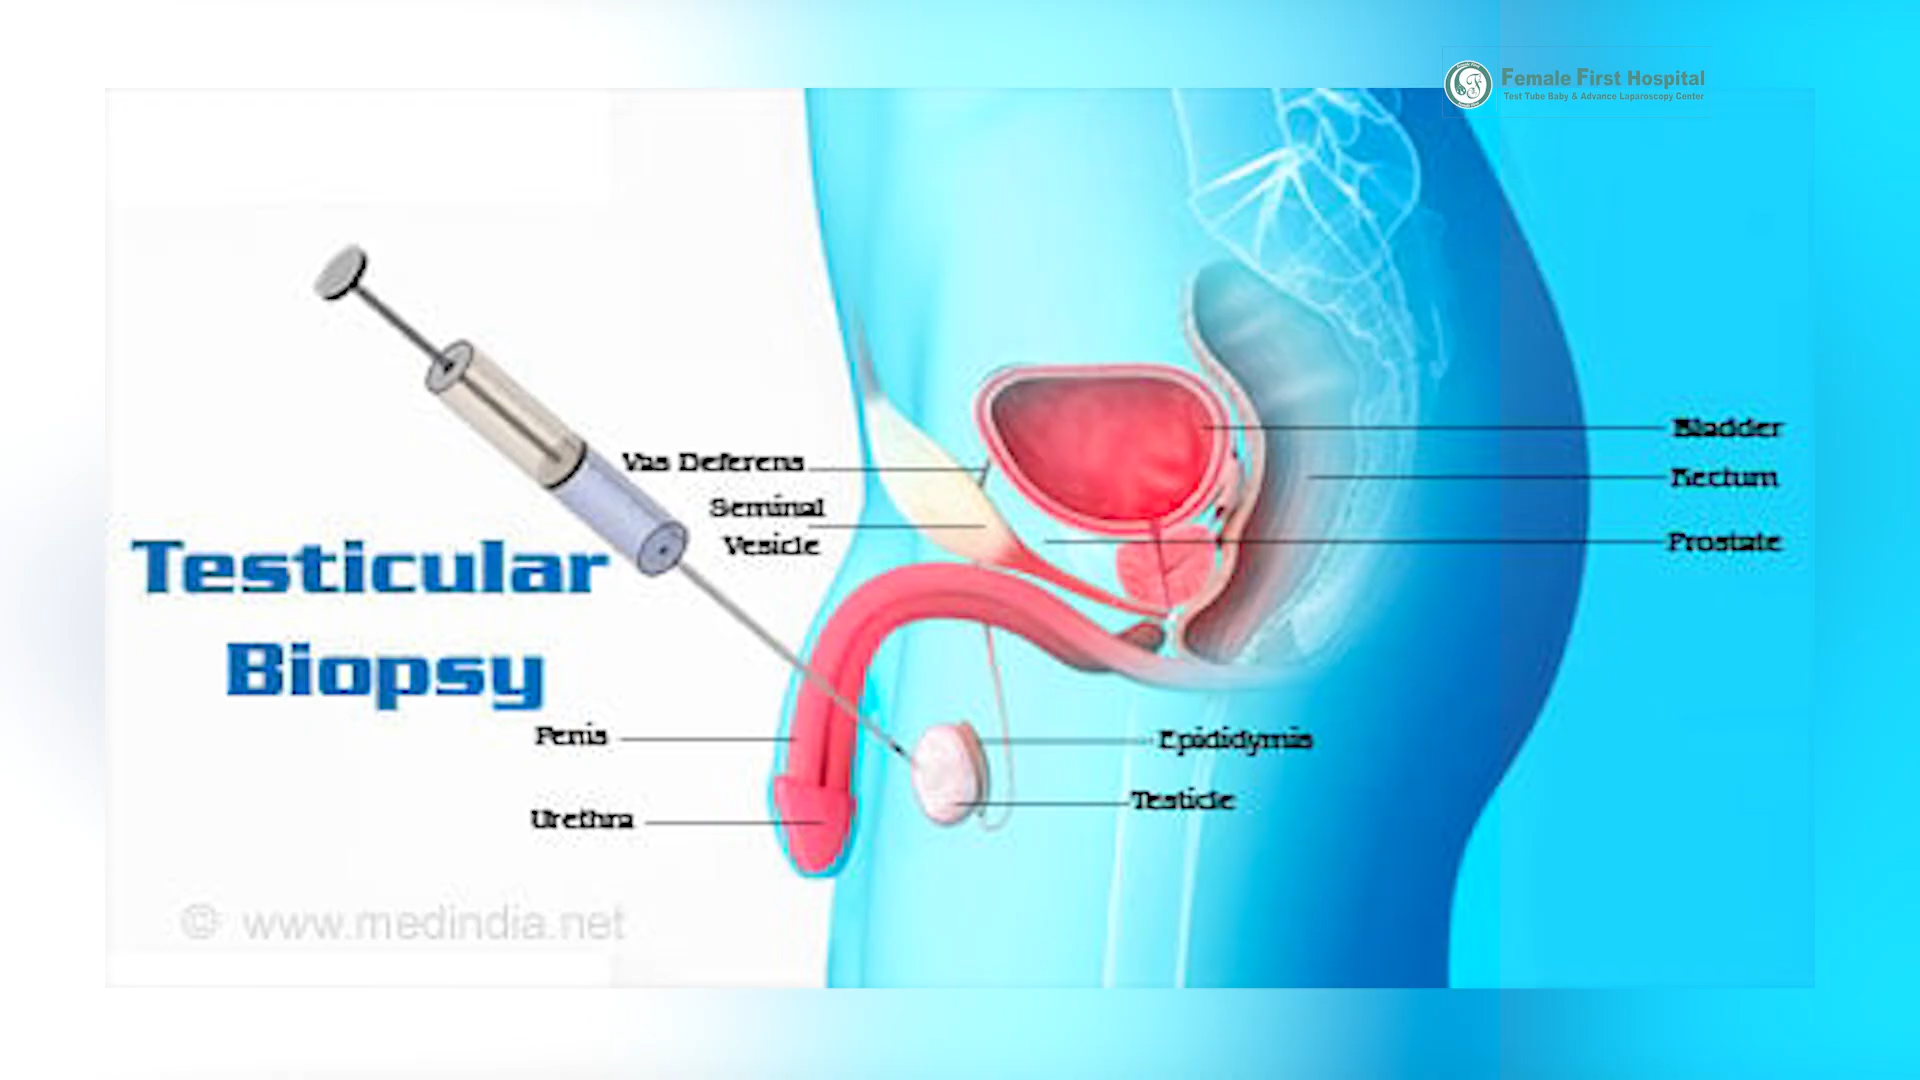 Female First Hospital
Test Tube Baby & Advance Laparoscopy Center
Vas Deferens
Seminal
Vesicle
Bladder
Rectum
Prostate
Testicular
Biopsy
Penis
Urethra
Epididymis
Testicle
@ www.medindia.net